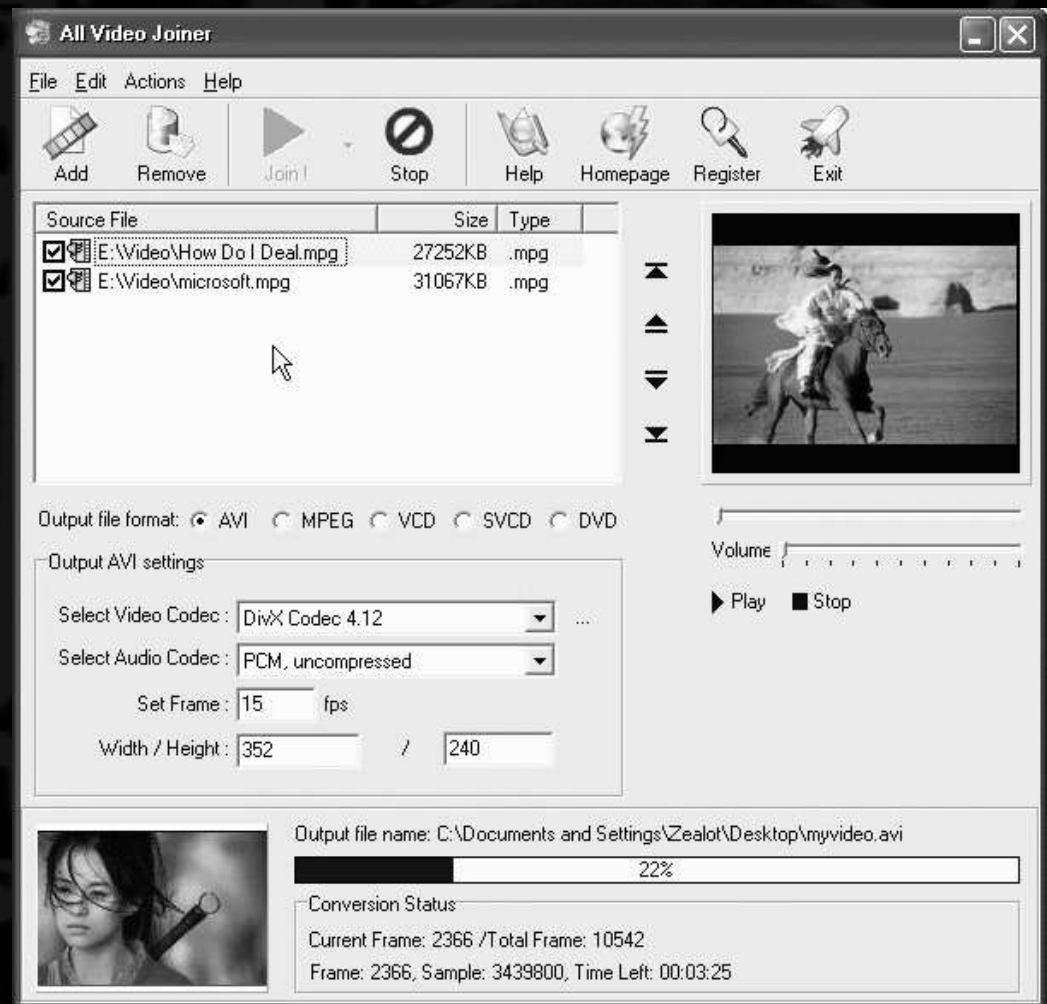 All Video Joiner
File Edit Actions Help
Add Remove Join! Stop Help Homepage Register Exit
Source File Size Type
E:\Video\How Do I Deal.mpg 27252KB .mpg
E:\Video\microsoft.mpg 31067KB .mpg
Output file format: AVI MPEG VCD SVCD DVD
Volume
Play Stop
Output AVI settings
Select Video Codec : DivX Codec 4.12 ...
Select Audio Codec : PCM, uncompressed
Set Frame : 15 fps
Width / Height : 352 / 240
Output file name: C:\Documents and Settings\Zealot\Desktop\myvideo.avi
22%
Conversion Status
Current Frame: 2366 /Total Frame: 10542
Frame: 2366, Sample: 3439800, Time Left: 00:03:25